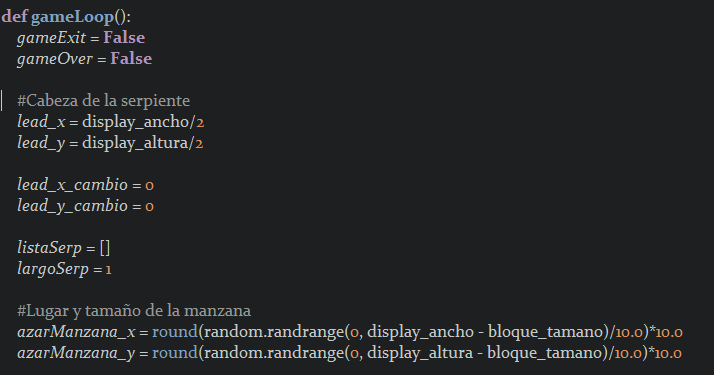 def gameLoop():
gameExit = False
gameOver = False
#Cabeza de la serpiente
lead_x = display_ancho/2
lead_y = display_altura/2
lead_x_cambio = 0
lead_y_cambio = 0
listaSerp = []
largoSerp = 1
#Lugar y tamaño de la manzana
azarManzana_x = round(random.randrange(0, display_ancho - bloque_tamano)/10.0)*10.0
azarManzana_y = round(random.randrange(0, display_altura - bloque_tamano)/10.0)*10.0